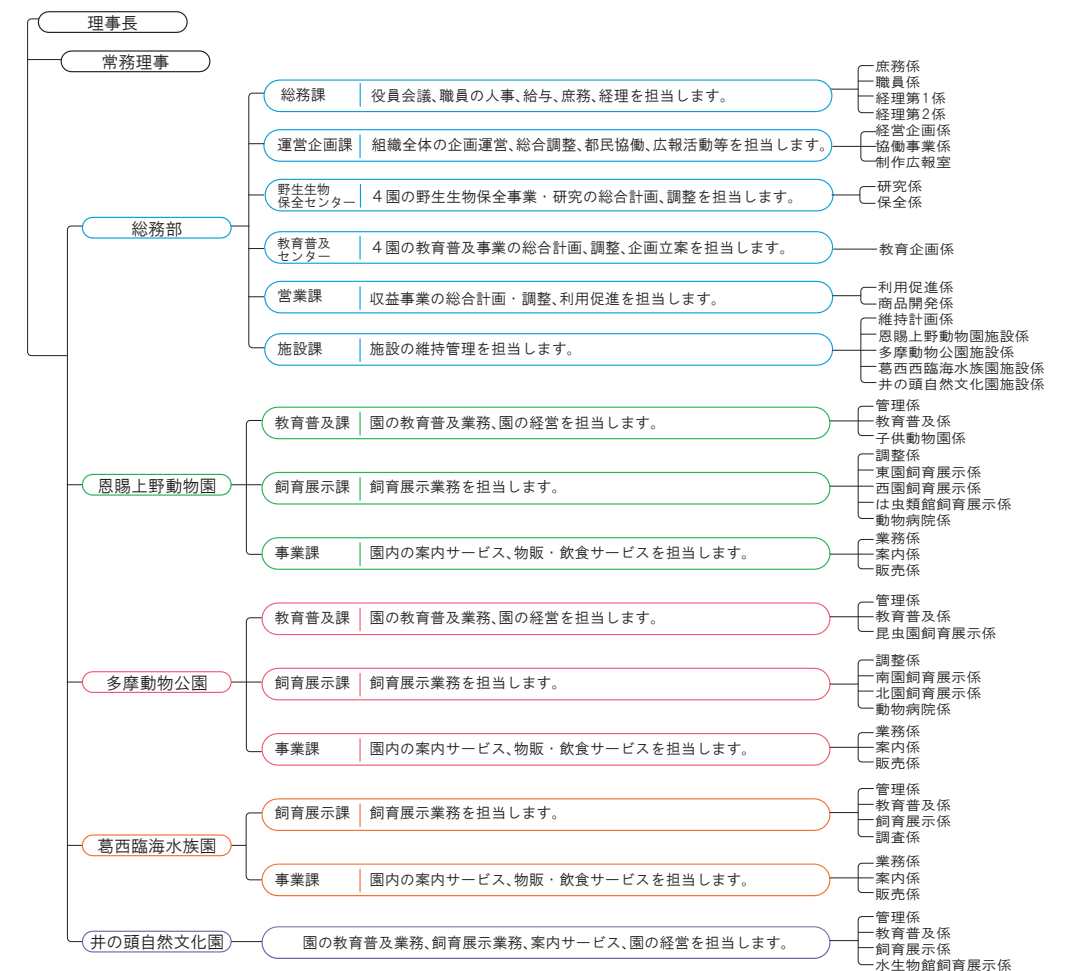 理事長
常務理事
総務部
総務課
役員会議、職員の人事、給与、庶務、経理を担当します。
庶務係
職員係
経理第1係
経理第2係
運営企画課
組織全体の企画運営、総合調整、都民協働、広報活動等を担当します。
経営企画係
協働事業係
制作広報室
野生生物
保全センター
4園の野生生物保全事業・研究の総合計画、調整を担当します。
研究係
保全係
教育普及
センター
4園の教育普及事業の総合計画、調整、企画立案を担当します。
教育企画係
営業課
収益事業の総合計画・調整、利用促進を担当します。
利用促進係
商品開発係
施設課
施設の維持管理を担当します。
維持計画係
恩賜上野動物園施設係
多摩動物公園施設係
葛西西臨海水族園施設係
井の頭自然文化園施設係
恩賜上野動物園
教育普及課
園の教育普及業務、園の経営を担当します。
管理係
教育普及係
子供動物園係
飼育展示課
飼育展示業務を担当します。
調整係
東園飼育展示係
西園飼育展示係
は虫類館飼育展示係
動物病院係
事業課
園内の案内サービス、物販・飲食サービスを担当します。
業務係
案内係
販売係
多摩動物公園
教育普及課
園の教育普及業務、園の経営を担当します。
管理係
教育普及係
昆虫園飼育展示係
飼育展示課
飼育展示業務を担当します。
調整係
南園飼育展示係
北園飼育展示係
動物病院係
事業課
園内の案内サービス、物販・飲食サービスを担当します。
業務係
案内係
販売係
葛西臨海水族園
飼育展示課
飼育展示業務を担当します。
管理係
教育普及係
飼育展示係
調査係
事業課
園内の案内サービス、物販・飲食サービスを担当します。
業務係
案内係
販売係
井の頭自然文化園
園の教育普及業務、飼育展示業務、案内サービス、園の経営を担当します。
管理係
教育普及係
飼育展示係
水生物館飼育展示係